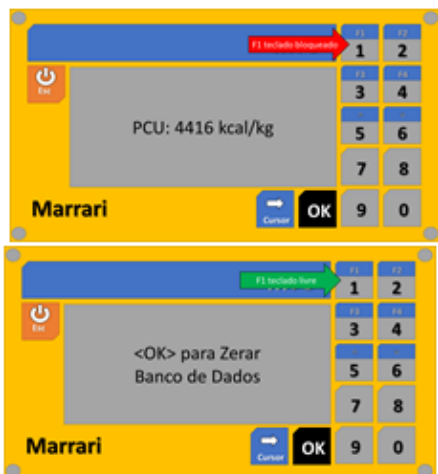 F1 teclado bloqueado
F1
1
F2
2
Esc
F3
3
F4
4
PCU: 4416 kcal/kg
5
6
7
8
Marrari
Cursor
OK
9
0
F1 teclado livre
F1
1
F2
2
Esc
F3
3
F4
4
<OK> para Zerar
Banco de Dados
5
6
7
8
Marrari
Cursor
OK
9
0